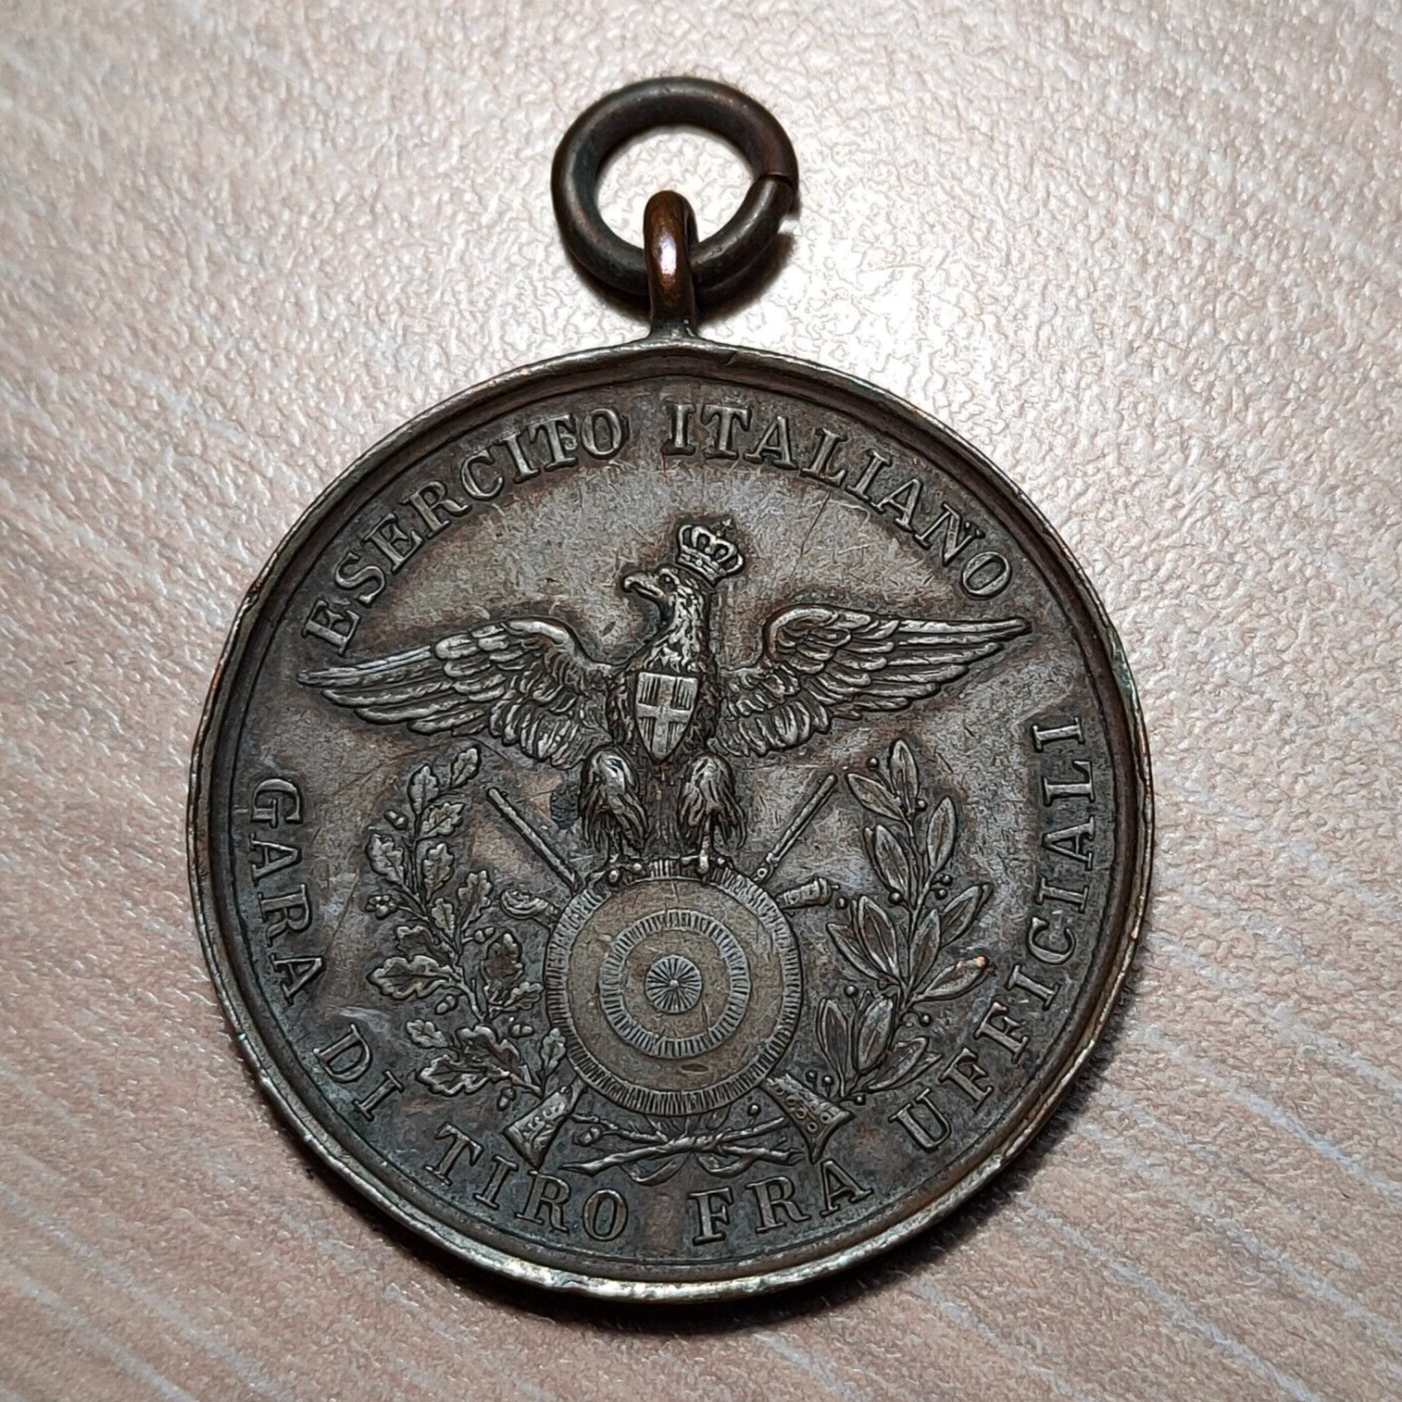 ESERCITO ITALIANO
GARA DI TIRO FRA UFFICIALI